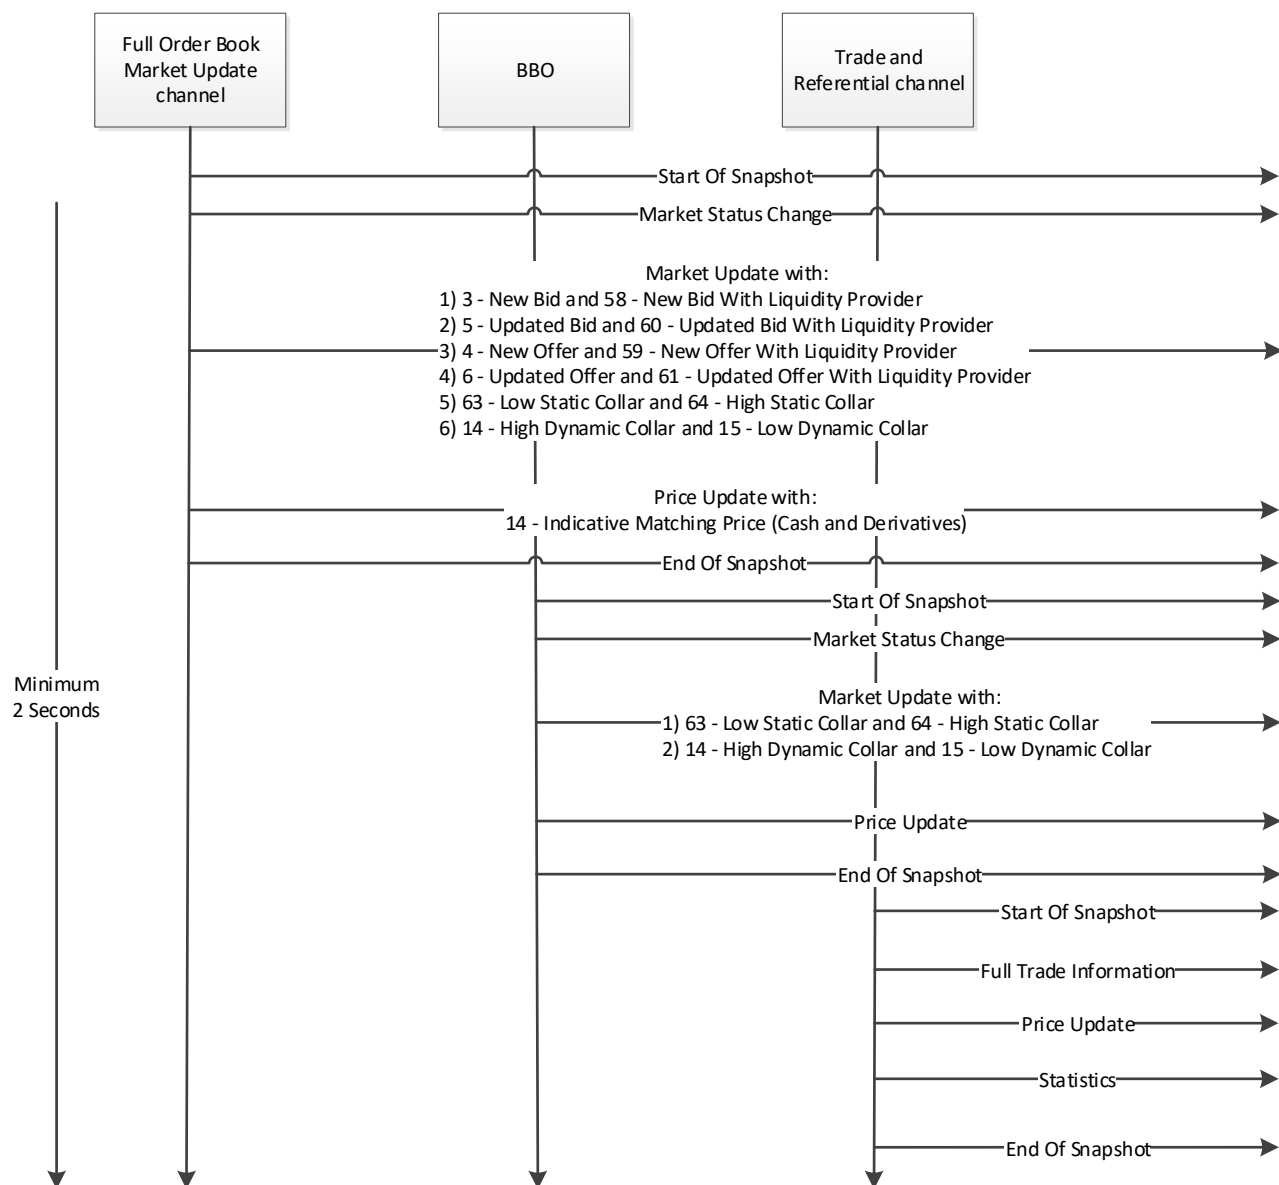 Full Order Book
Market Update
channel
BBO
Trade and
Referential channel
Start Of Snapshot
Market Status Change
Market Update with:
1) 3 - New Bid and 58 - New Bid With Liquidity Provider
2) 5 - Updated Bid and 60 - Updated Bid With Liquidity Provider
3) 4 - New Offer and 59 - New Offer With Liquidity Provider
4) 6 - Updated Offer and 61 - Updated Offer With Liquidity Provider
5) 63 - Low Static Collar and 64 - High Static Collar
6) 14 - High Dynamic Collar and 15 - Low Dynamic Collar
Price Update with:
14 - Indicative Matching Price (Cash and Derivatives)
End Of Snapshot
Start Of Snapshot
Market Status Change
Minimum
2 Seconds
Market Update with:
1) 63 - Low Static Collar and 64 - High Static Collar
2) 14 - High Dynamic Collar and 15 - Low Dynamic Collar
Price Update
End Of Snapshot
Start Of Snapshot
Full Trade Information
Price Update
Statistics
End Of Snapshot